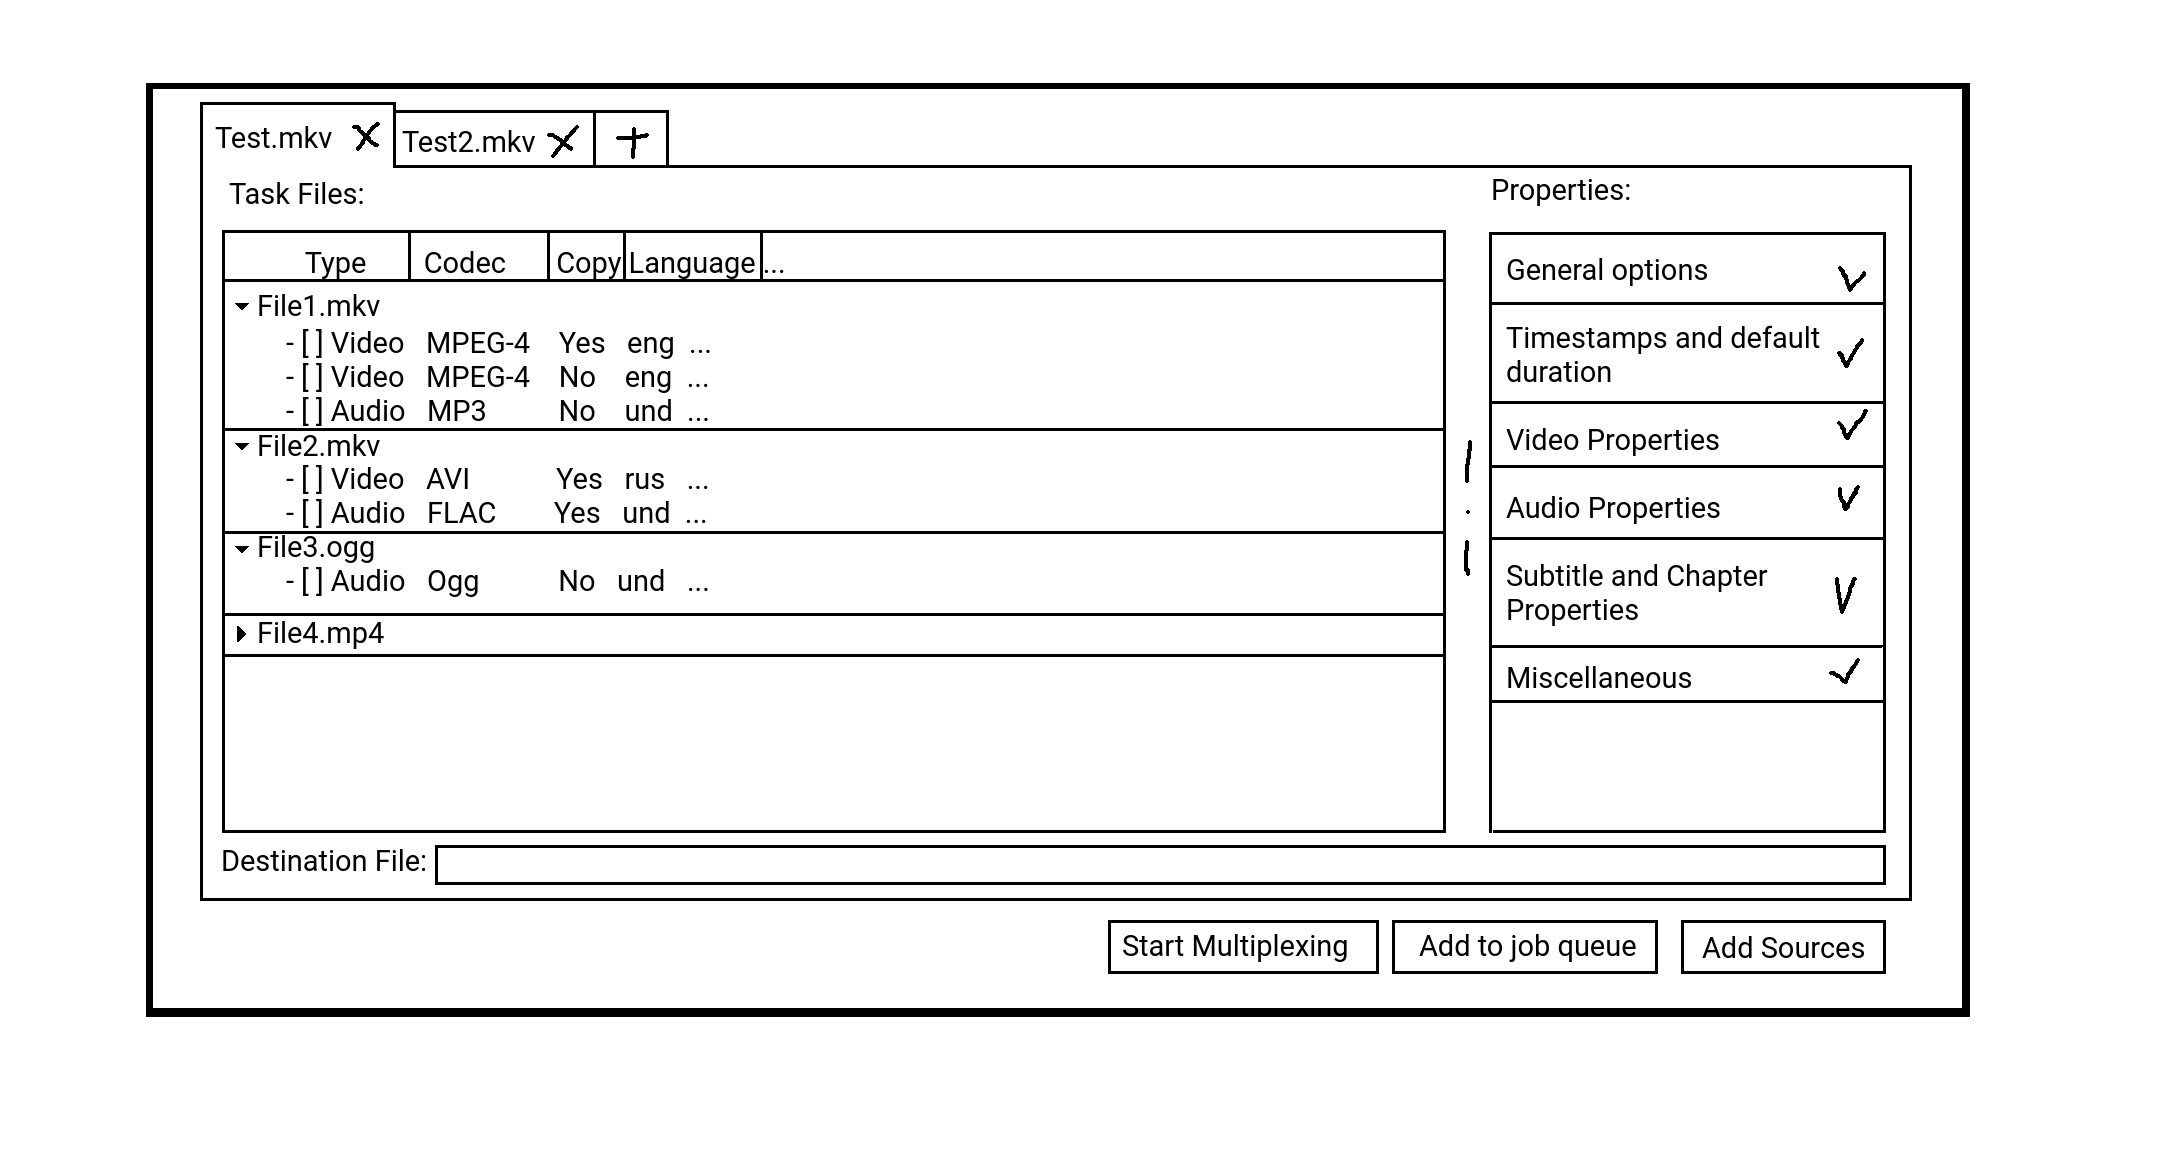 Test.mkv X Test2.mkv X +
Task Files:
Properties:
Type Codec Copy Language ...
File1.mkv
- [ ] Video MPEG-4 Yes eng ...
- [ ] Video MPEG-4 No eng ...
- [ ] Audio MP3 No und ...
File2.mkv
- [ ] Video AVI Yes rus ...
- [ ] Audio FLAC Yes und ...
File3.ogg
- [ ] Audio Ogg No und ...
File4.mp4
General options
Timestamps and default
duration
Video Properties
Audio Properties
Subtitle and Chapter
Properties
Miscellaneous
Destination File:
Start Multiplexing
Add to job queue
Add Sources